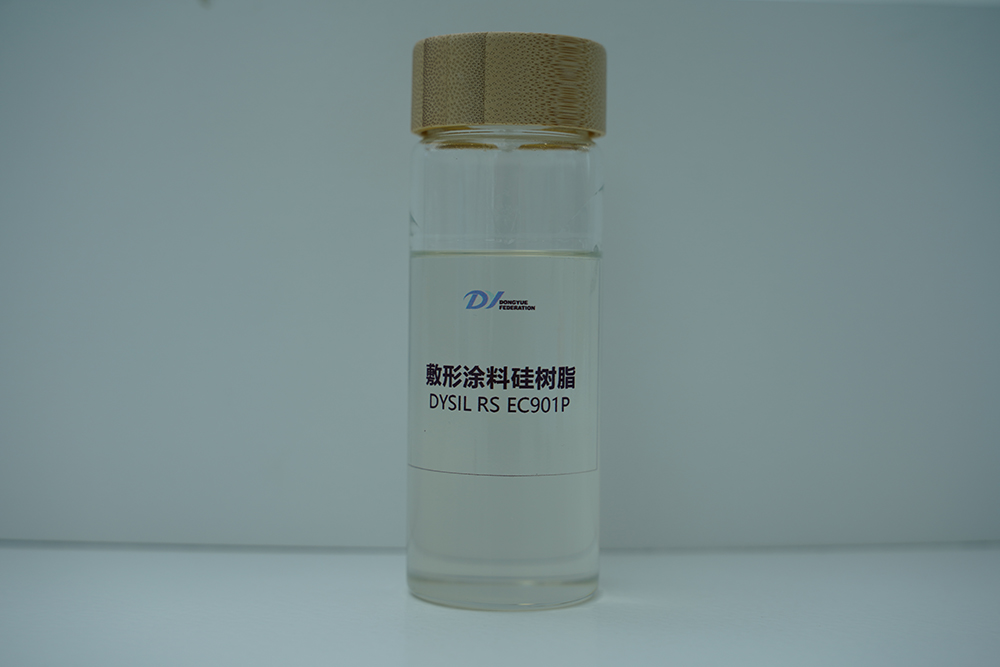 DY DONGYUE
FEDERATION
敷形涂料硅树脂
DYSIL RS EC901P